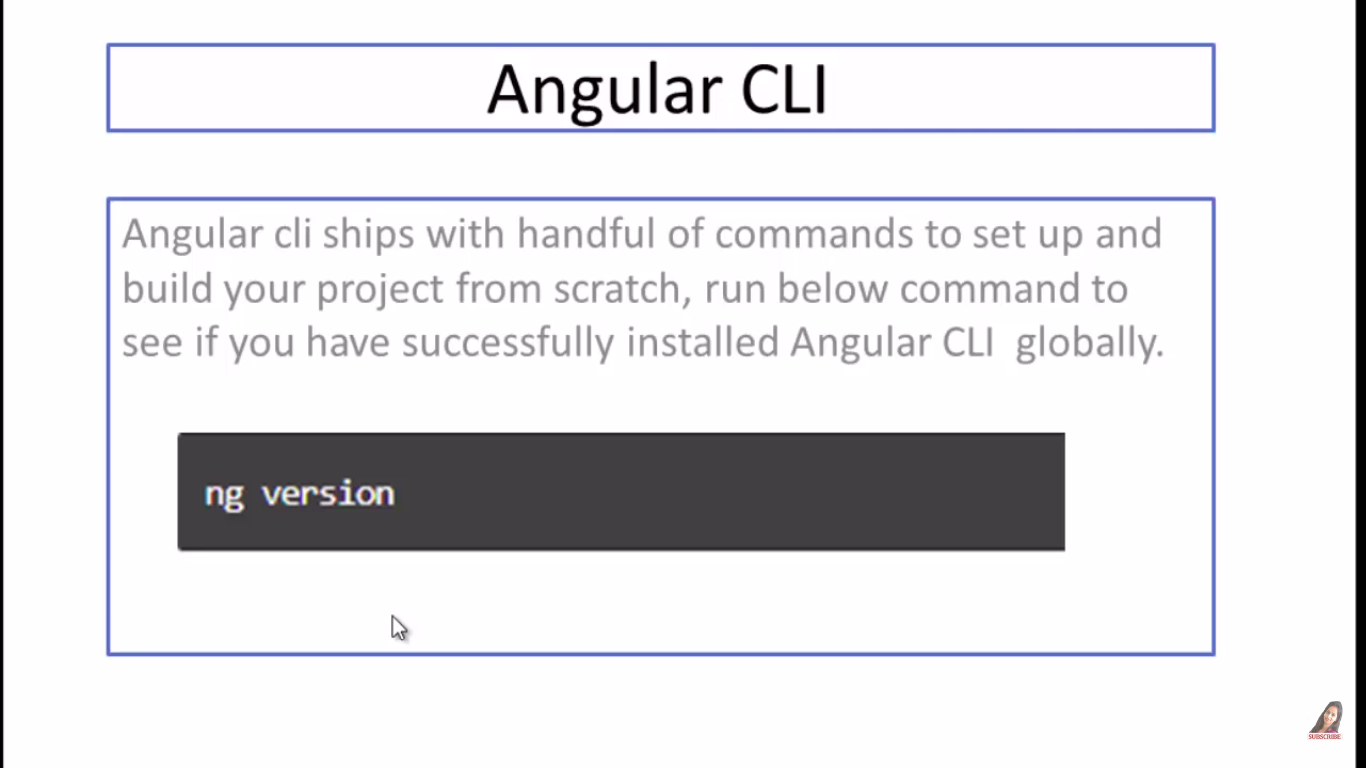 Angular CLI
Angular cli ships with handful of commands to set up and
build your project from scratch, run below command to
see if you have successfully installed Angular CLI  globally.
ng version
SUBSCRIBE